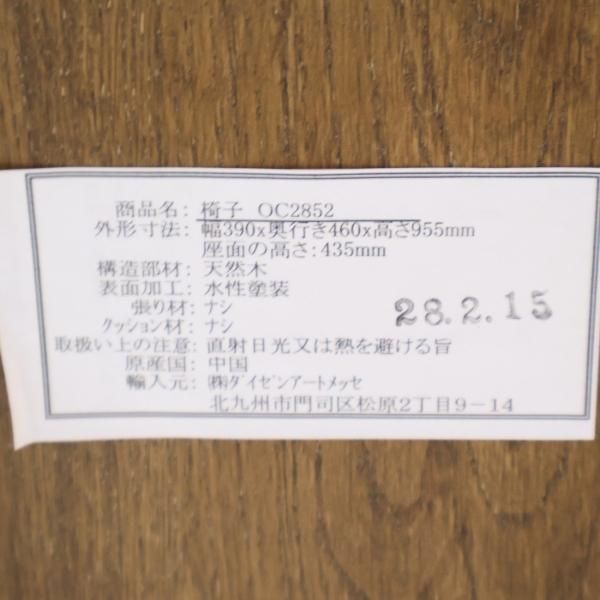 商品名: 椅子 OC2852
外形寸法: 幅390x奥行き460x高さ955mm
座面の高さ:435mm
構造部材: 天然木
表面加工: 水性塗装
張り材: ナシ
クッション材: ナシ
28.2.15
取扱い上の注意: 直射日光又は熱を避ける旨
原産国: 中国
輸入元: ㈱ダイゼンアートメッセ
北九州市門司区松原2丁目9-14